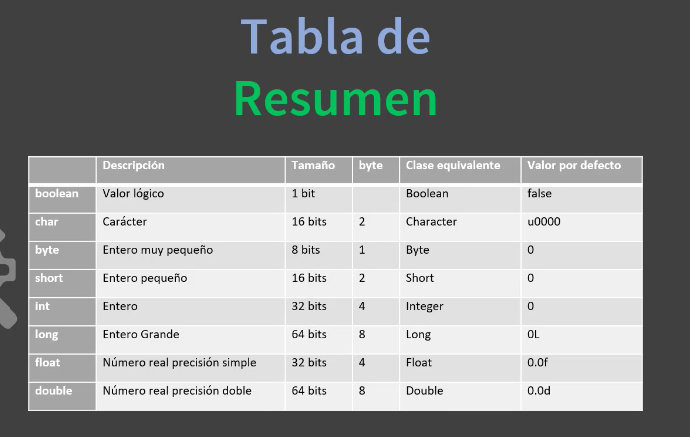 Tabla de
Resumen
Descripción Tamaño byte Clase equivalente Valor por defecto
boolean Valor lógico 1 bit Boolean false
char Carácter 16 bits 2 Character u0000
byte Entero muy pequeño 8 bits 1 Byte 0
short Entero pequeño 16 bits 2 Short 0
int Entero 32 bits 4 Integer 0
long Entero Grande 64 bits 8 Long 0L
float Número real precisión simple 32 bits 4 Float 0.0f
double Número real precisión doble 64 bits 8 Double 0.0d